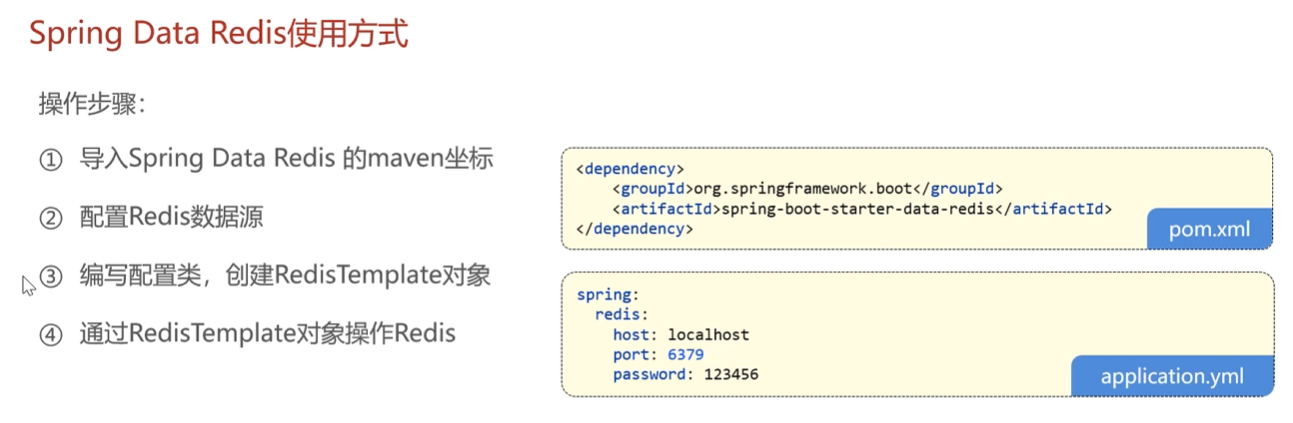 Spring Data Redis使用方式
操作步骤：
① 导入Spring Data Redis 的maven坐标
② 配置Redis数据源
③ 编写配置类，创建RedisTemplate对象
④ 通过RedisTemplate对象操作Redis
<dependency>
    <groupId>org.springframework.boot</groupId>
    <artifactId>spring-boot-starter-data-redis</artifactId>
</dependency>
pom.xml
spring:
  redis:
    host: localhost
    port: 6379
    password: 123456
application.yml